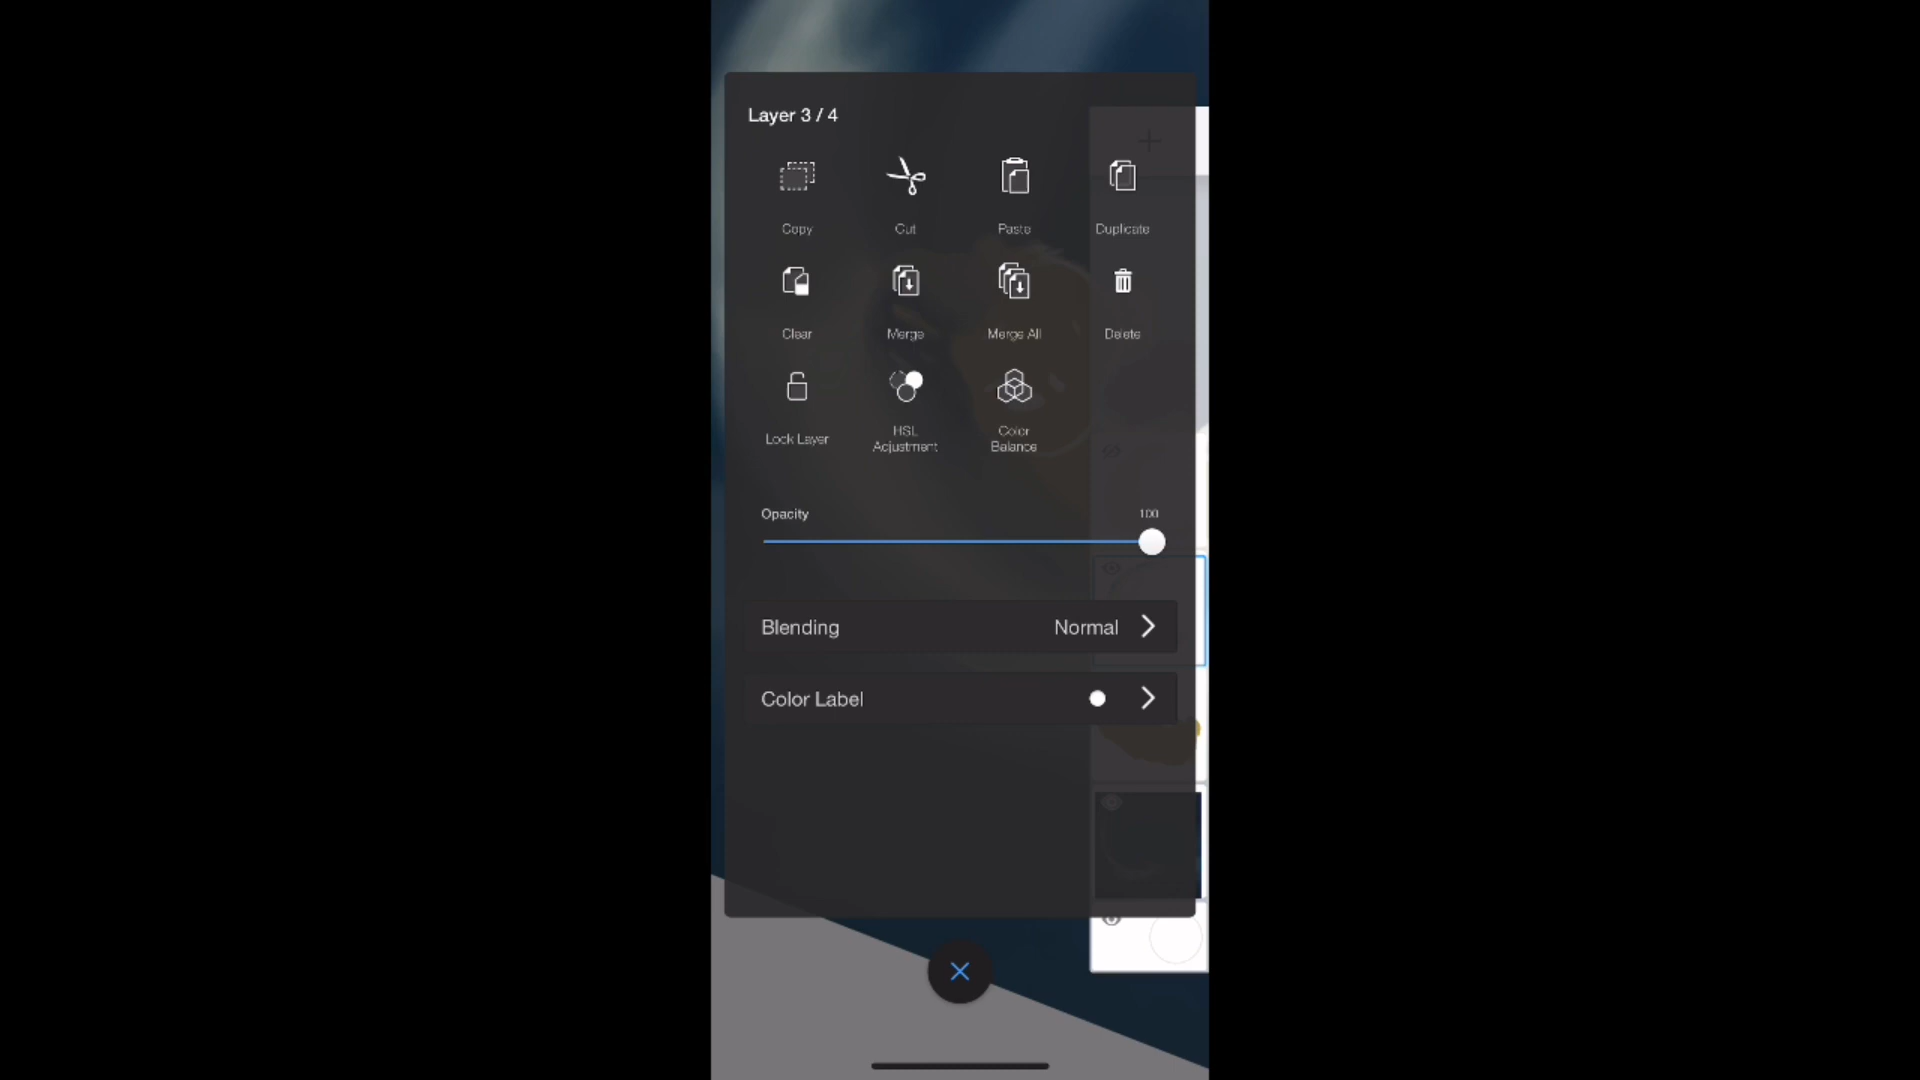 Layer 3 / 4
Copy
Cut
Paste
Duplicate
Clear
Merge
Merge All
Delete
Lock Layer
HSL
Adjustment
Color
Balance
Opacity
100
Blending
Normal
Color Label